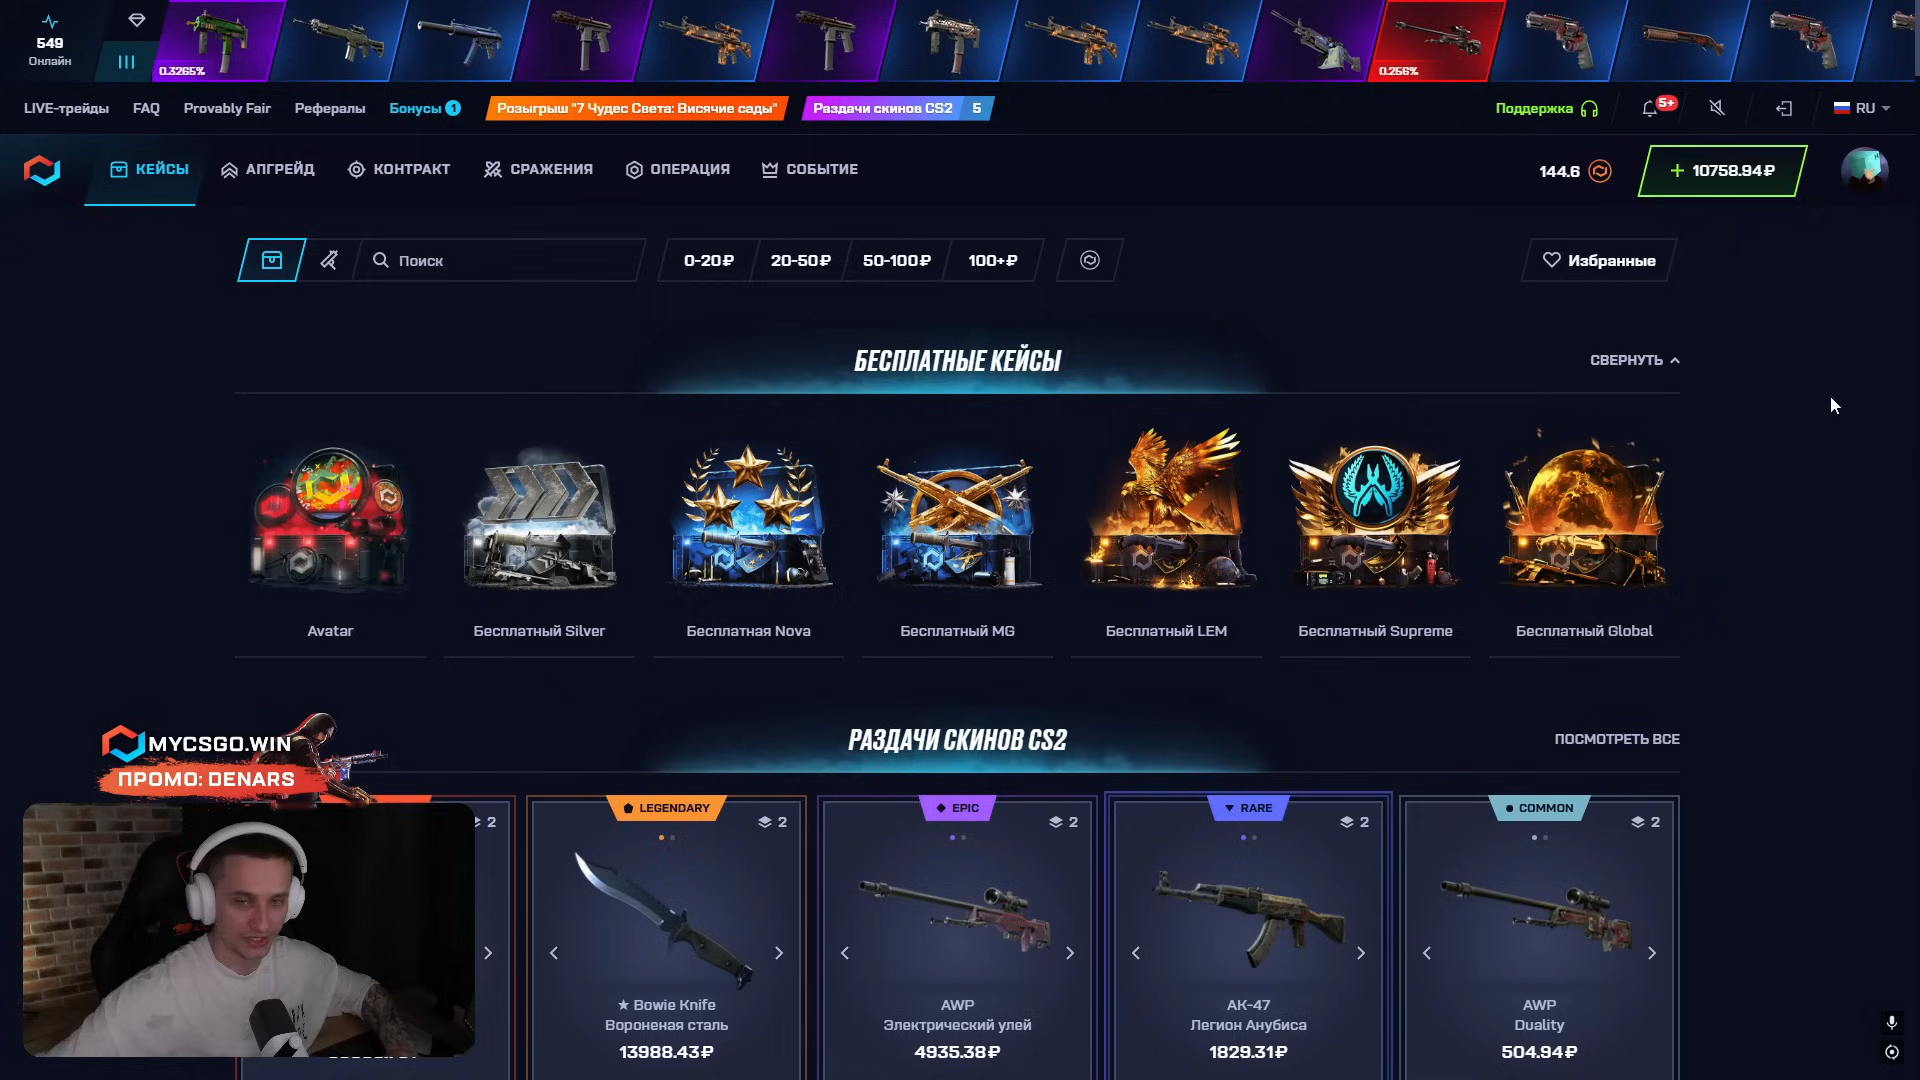 549
Онлайн
0.3265%
0.256%
LIVE-трейды
FAQ
Provably Fair
Рефералы
Бонусы 1
Розыгрыш "7 Чудес Света: Висячие сады"
Раздачи скинов CS2 5
Поддержка
5+
RU
КЕЙСЫ
АПГРЕЙД
КОНТРАКТ
СРАЖЕНИЯ
ОПЕРАЦИЯ
СОБЫТИЕ
144.6
+ 10758.94₽
Поиск
0-20₽
20-50₽
50-100₽
100+₽
Избранные
БЕСПЛАТНЫЕ КЕЙСЫ
СВЕРНУТЬ
Avatar
Бесплатный Silver
Бесплатная Nova
Бесплатный MG
Бесплатный LEM
Бесплатный Supreme
Бесплатный Global
РАЗДАЧИ СКИНОВ CS2
ПОСМОТРЕТЬ ВСЕ
MYCSGO.WIN
ПРОМО: DENARS
2
LEGENDARY
2
★ Bowie Knife
Вороненая сталь
13988.43₽
EPIC
2
AWP
Электрический улей
4935.38₽
RARE
2
АК-47
Легион Анубиса
1829.31₽
COMMON
2
AWP
Duality
504.94₽